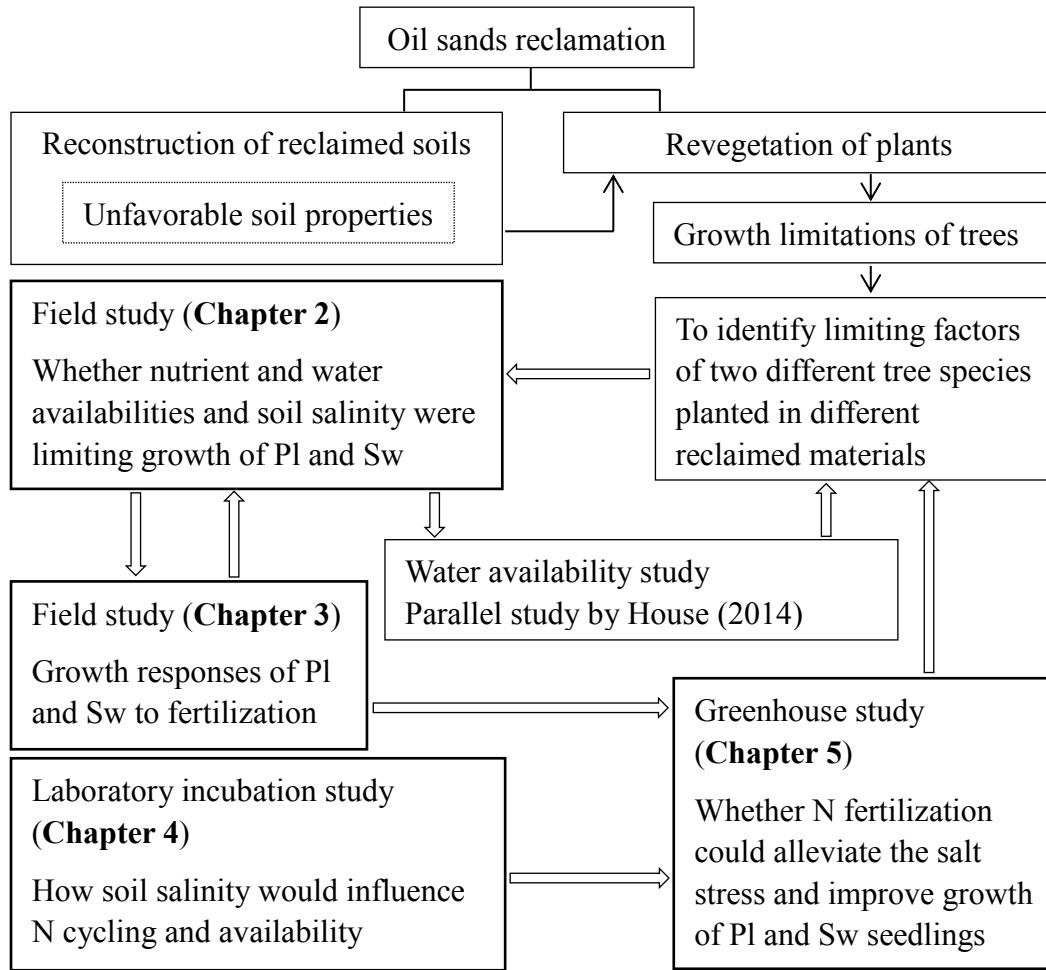 Oil sands reclamation
Reconstruction of reclaimed soils
Unfavorable soil properties
Revegetation of plants
Growth limitations of trees
Field study (Chapter 2)
Whether nutrient and water
availabilities and soil salinity were
limiting growth of Pl and Sw
To identify limiting factors
of two different tree species
planted in different
reclaimed materials
Water availability study
Parallel study by House (2014)
Field study (Chapter 3)
Growth responses of Pl
and Sw to fertilization
Laboratory incubation study
(Chapter 4)
How soil salinity would influence
N cycling and availability
Greenhouse study
(Chapter 5)
Whether N fertilization
could alleviate the salt
stress and improve growth
of Pl and Sw seedlings